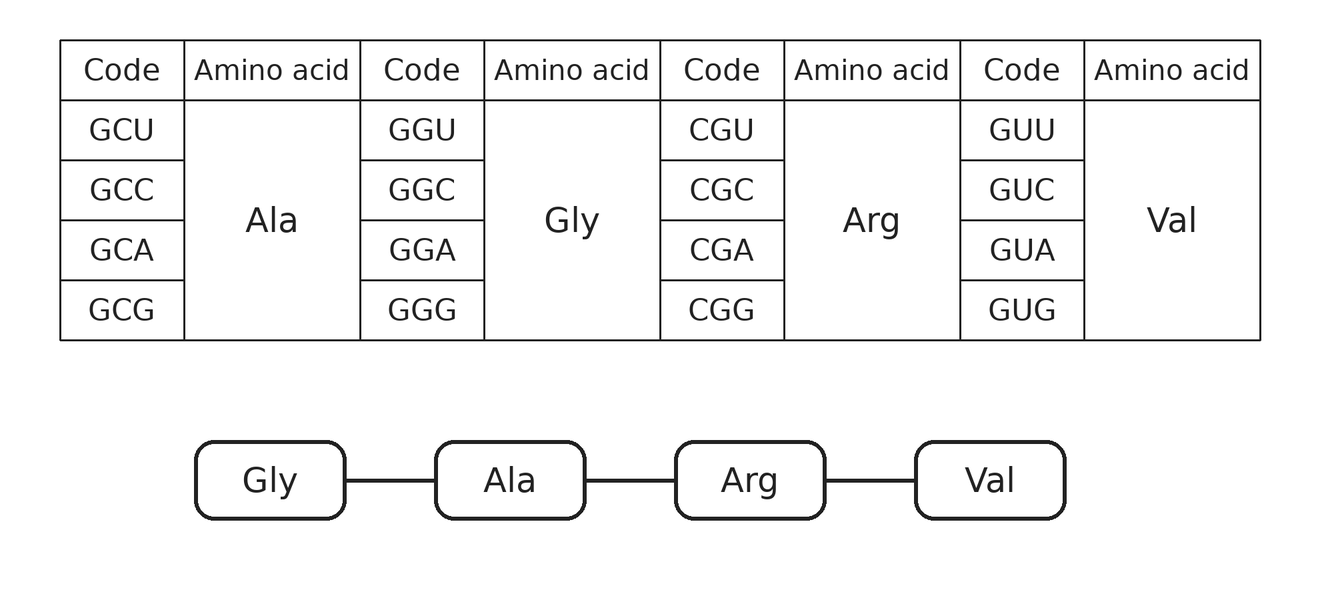 Code Amino acid Code Amino acid Code Amino acid Code Amino acid
GCU GGU CGU GUU
GCC GGC CGC GUC
Ala Gly Arg Val
GCA GGA CGA GUA
GCG GGG CGG GUG
Gly Ala Arg Val